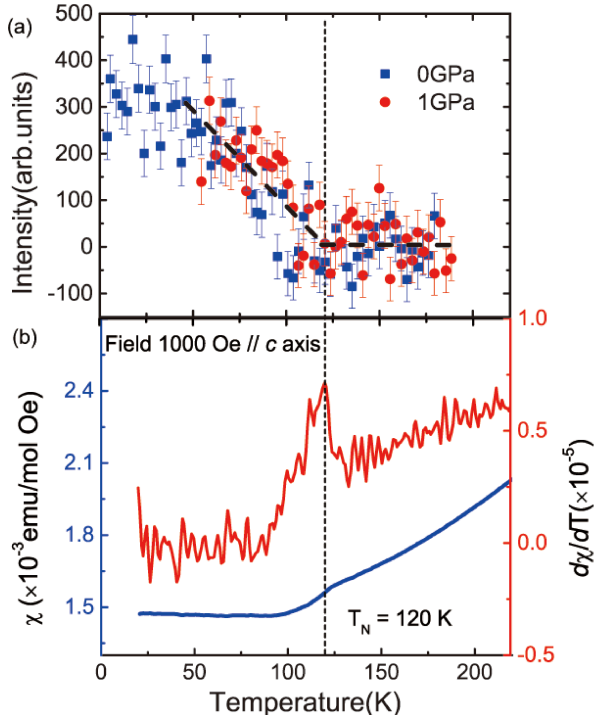 (a)
500
400
300
200
100
0
-100
Intensity(arb.units)
0GPa
1GPa
(b)
Field 1000 Oe // c axis
2.4
2.1
1.8
1.5
χ (×10⁻³emu/mol Oe)
T_N = 120 K
1.0
0.5
0.0
-0.5
dχ/dT(×10⁻⁵)
0 50 100 150 200
Temperature(K)